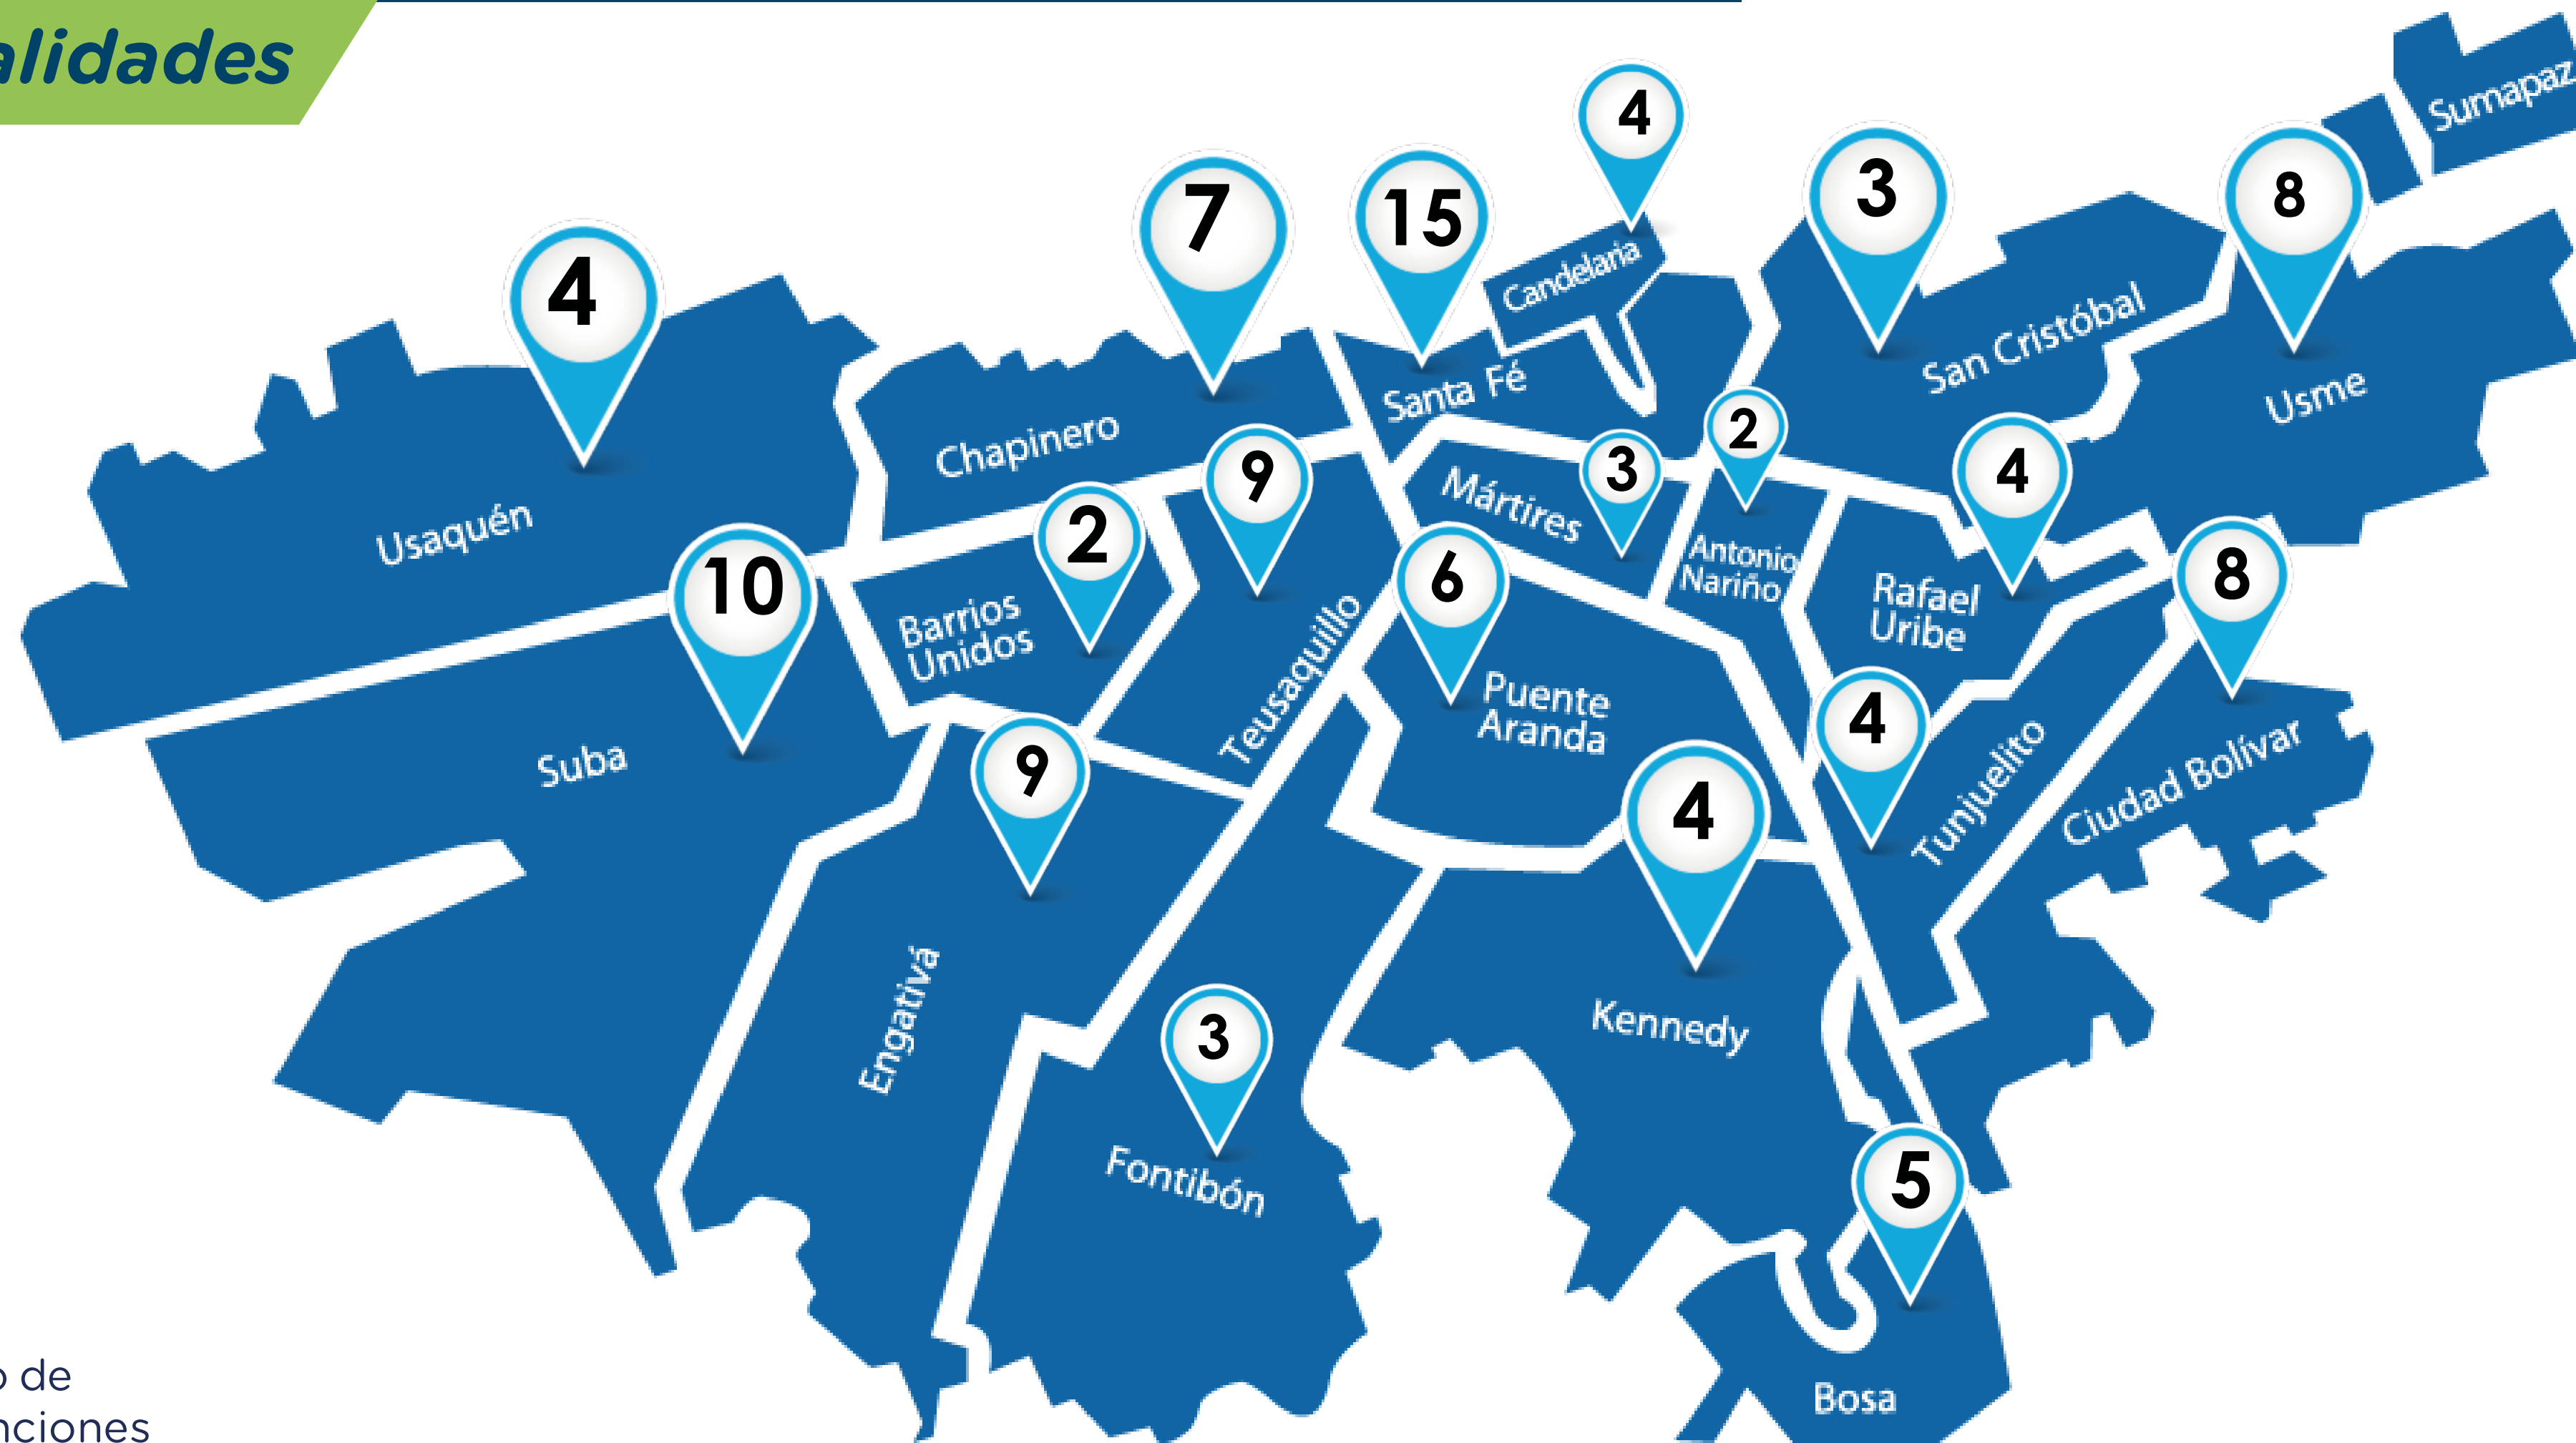 alidades
Sumapaz
4
3
8
7
15
4
Candelaria
San Cristóbal
Usme
Santa Fé
Chapinero
2
9
3
4
Mártires
Usaquén
2
10
6
Antonio
Nariño
Rafael
Uribe
8
Barrios
Unidos
Teusaquillo
Puente
Aranda
4
Tunjuelito
Ciudad Bolívar
Suba
9
4
Engativá
3
Kennedy
Fontibón
5
Bosa
o de
nciones